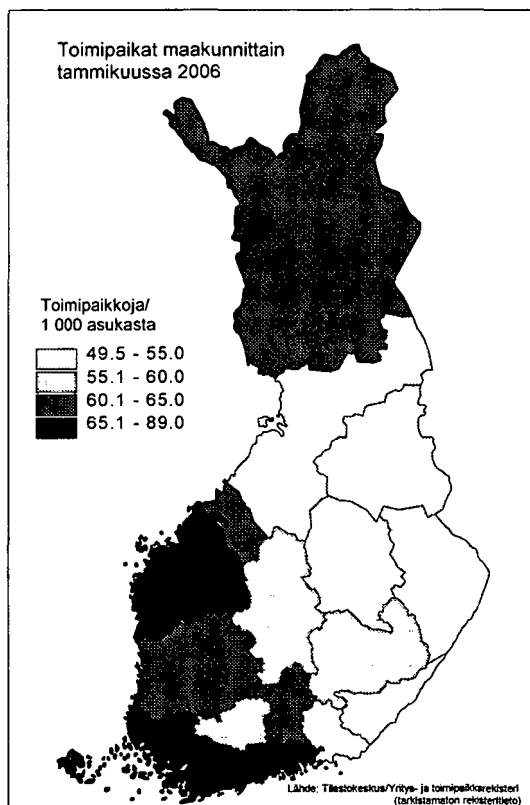 Toimipaikat maakunnittain
tammikuussa 2006
Toimipaikkoja/
1 000 asukasta
49.5 - 55.0
55.1 - 60.0
60.1 - 65.0
65.1 - 89.0
Lähde: Tilastokeskus/Yritys- ja toimipaikkarekisteri
(tarkistamaton rekisteritieto)